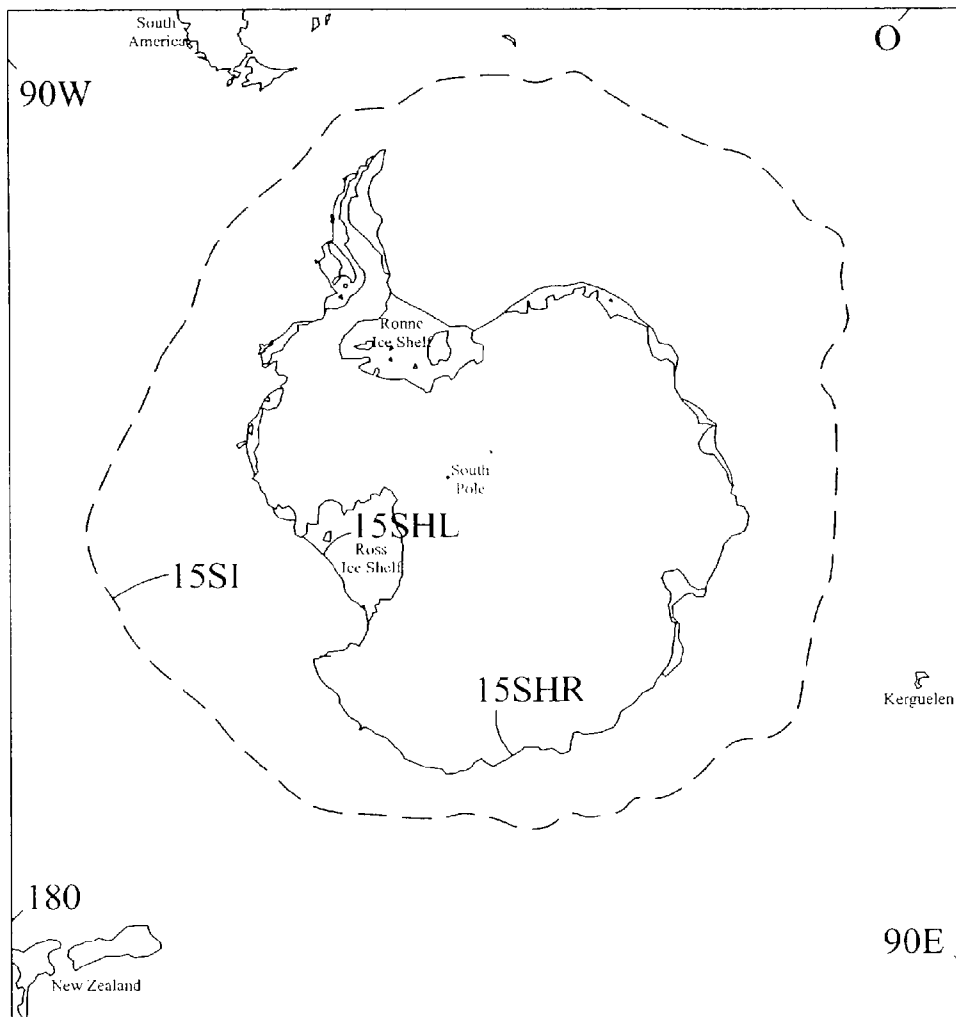 South
America
O
90W
Ronne
Ice Shelf
South
Pole
15SHL
Ross
Ice Shelf
15SI
15SHR
Kerguelen
180
90E
New Zealand